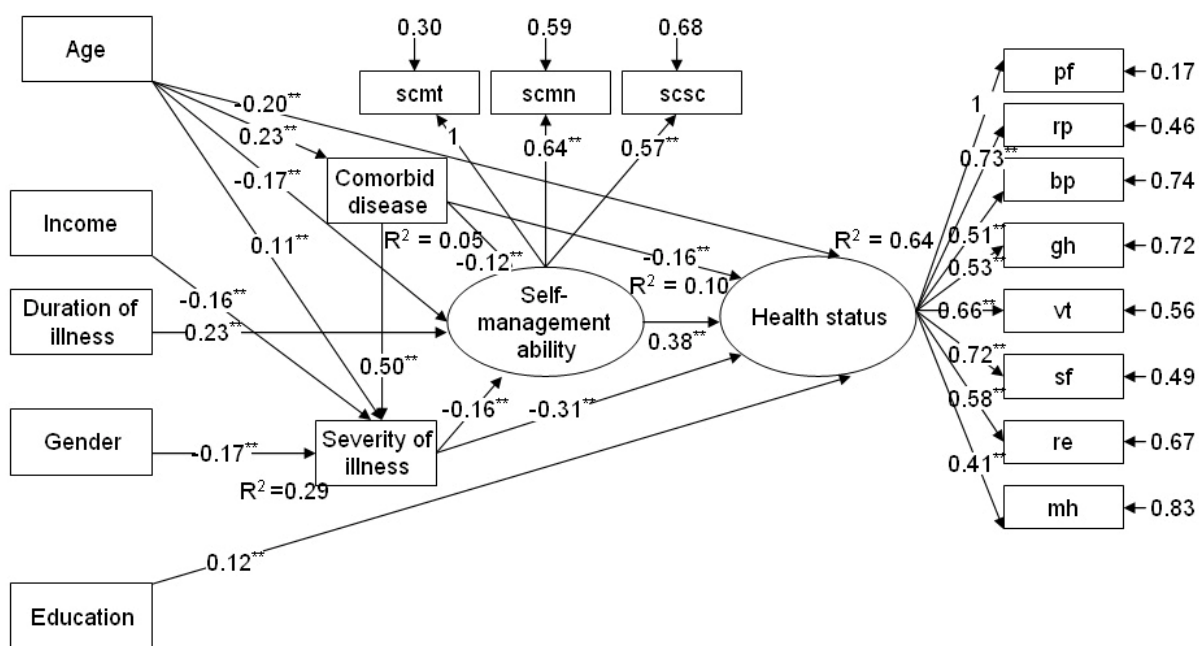 0.30
0.59
0.68
Age
scmt
scmn
scsc
pf
0.17
-0.20**
1
rp
0.46
0.23**
1
0.64**
0.57**
0.73**
-0.17**
Comorbid
disease
bp
0.74
Income
0.11**
R² = 0.05
-0.12**
-0.16**
R² = 0.64
0.51**
gh
0.72
0.53**
-0.16**
R² = 0.10
Duration of
illness
0.23**
Self-
management
ability
0.38**
Health status
0.66**
vt
0.56
0.50**
0.72**
sf
0.49
0.58**
Gender
-0.17**
Severity of
illness
-0.16**
-0.31**
re
0.67
0.41**
R² =0.29
mh
0.83
0.12**
Education